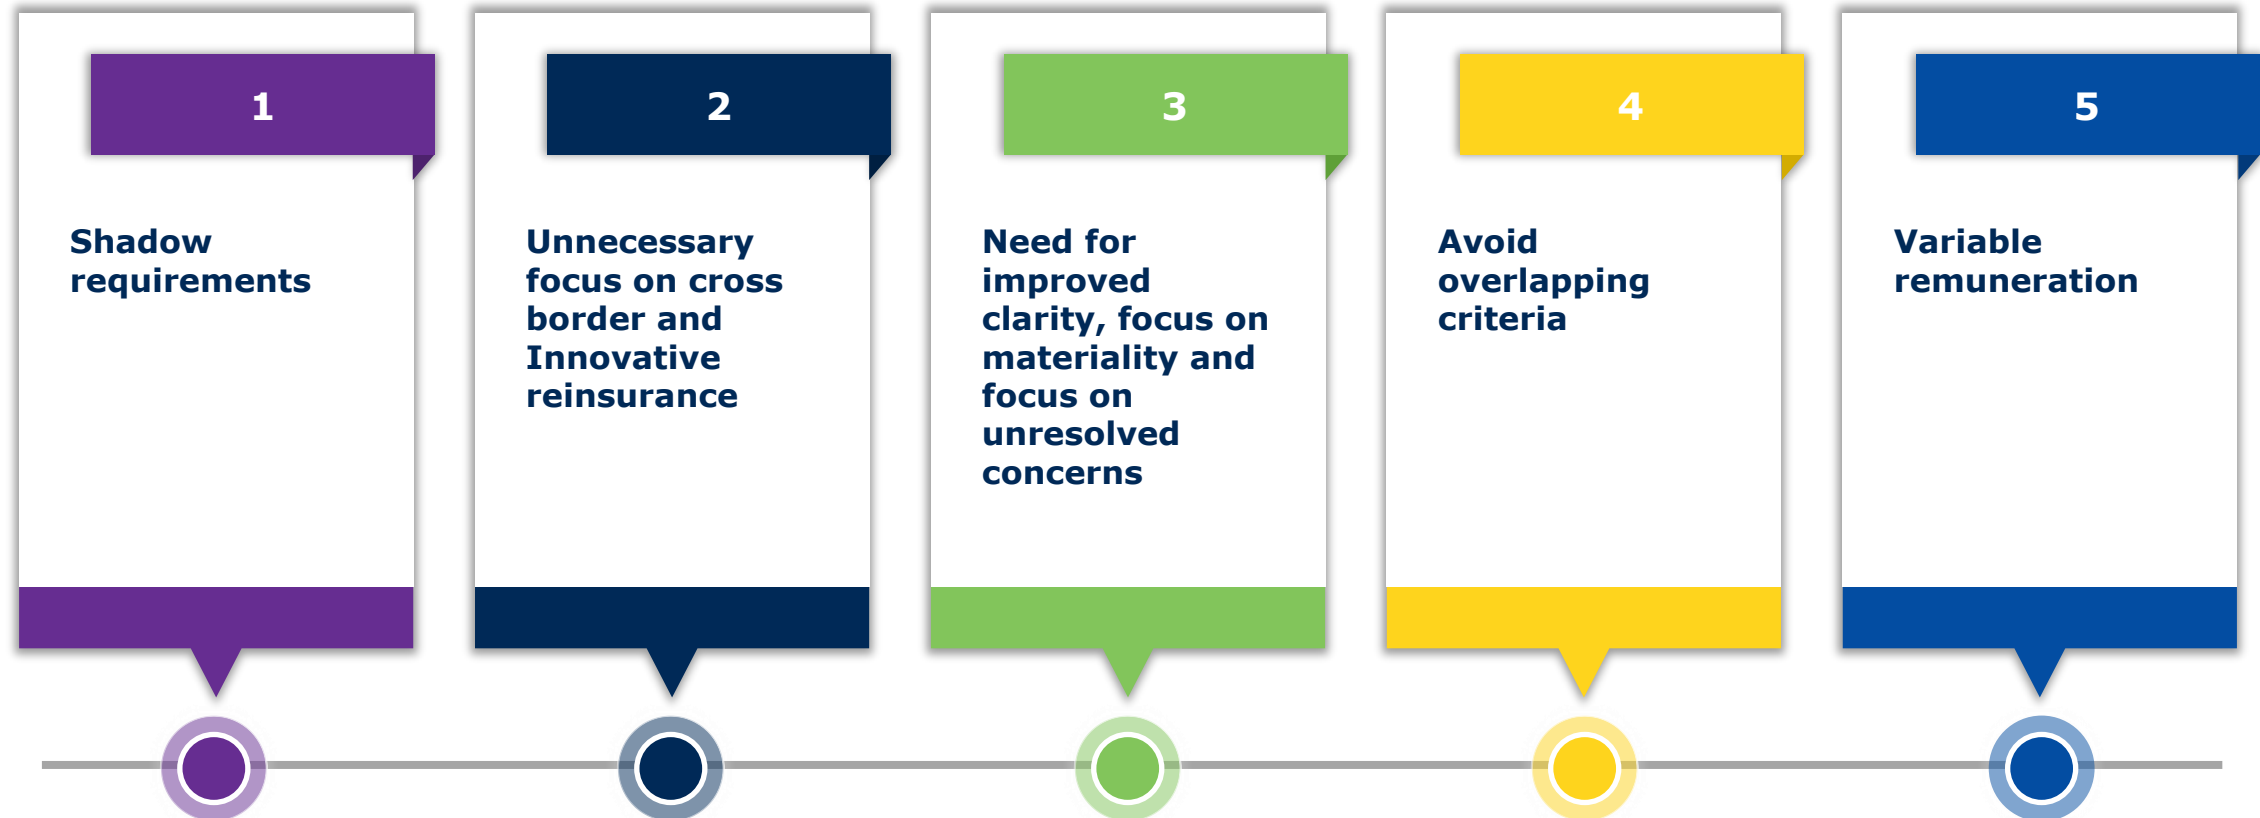 1
Shadow
requirements
2
Unnecessary
focus on cross
border and
Innovative
reinsurance
3
Need for
improved
clarity, focus on
materiality and
focus on
unresolved
concerns
4
Avoid
overlapping
criteria
5
Variable
remuneration